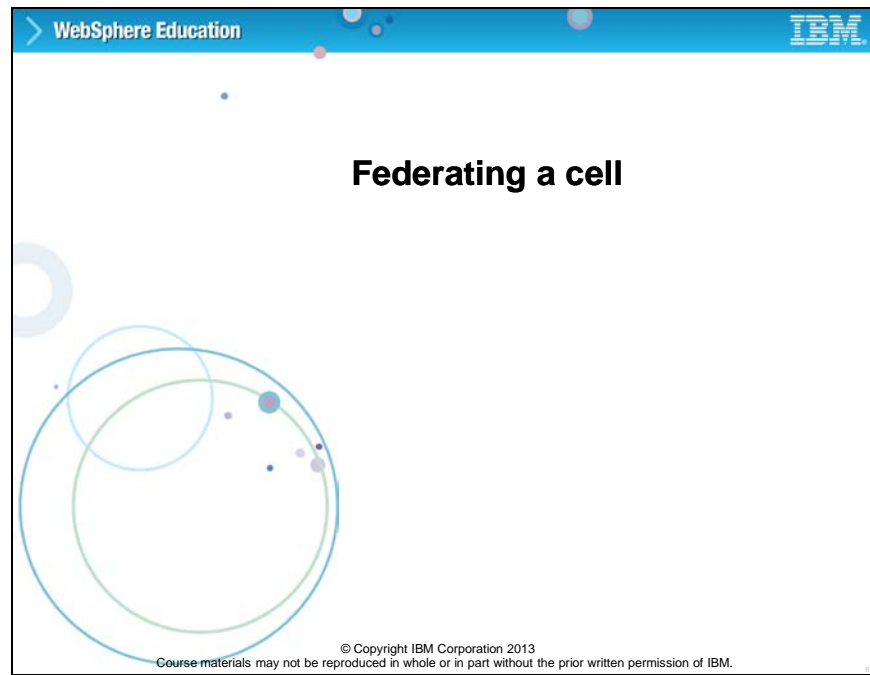 WebSphere Education
IBM®
Federating a cell
© Copyright IBM Corporation 2013
Course materials may not be reproduced in whole or in part without the prior written permission of IBM.